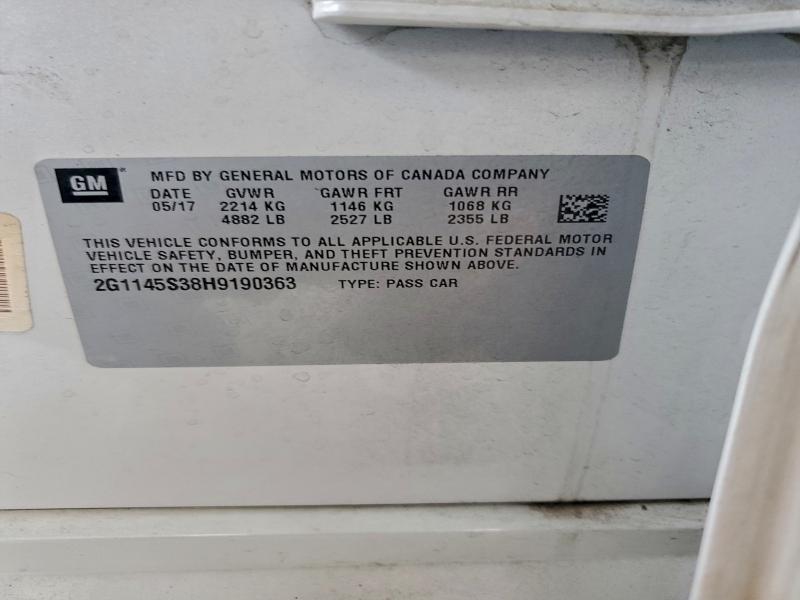 GM
MFD BY GENERAL MOTORS OF CANADA COMPANY
DATE GVWR GAWR FRT GAWR RR
05/17 2214 KG 1146 KG 1068 KG
4882 LB 2527 LB 2355 LB
THIS VEHICLE CONFORMS TO ALL APPLICABLE U.S. FEDERAL MOTOR
VEHICLE SAFETY, BUMPER, AND THEFT PREVENTION STANDARDS IN
EFFECT ON THE DATE OF MANUFACTURE SHOWN ABOVE.
2G1145S38H9190363 TYPE: PASS CAR